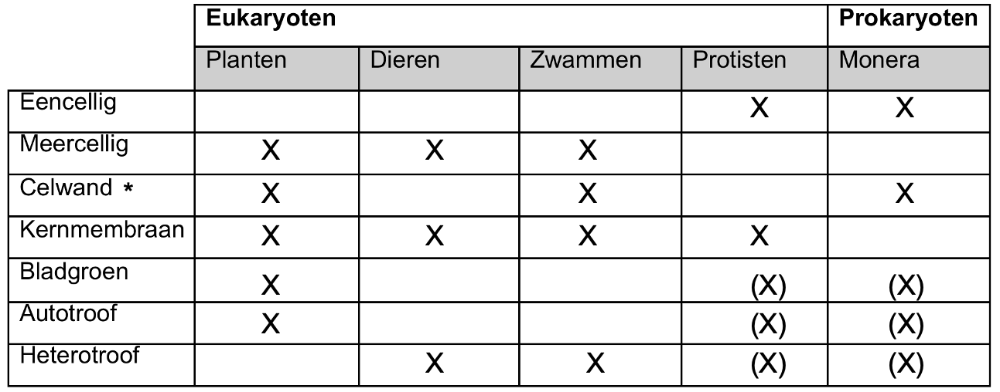 Eukaryoten Prokaryoten
Planten Dieren Zwammen Protisten Monera
Eencellig X X
Meercellig X X X
Celwand * X X X
Kernmembraan X X X X
Bladgroen X (X) (X)
Autotroof X (X) (X)
Heterotroof X X (X) (X)